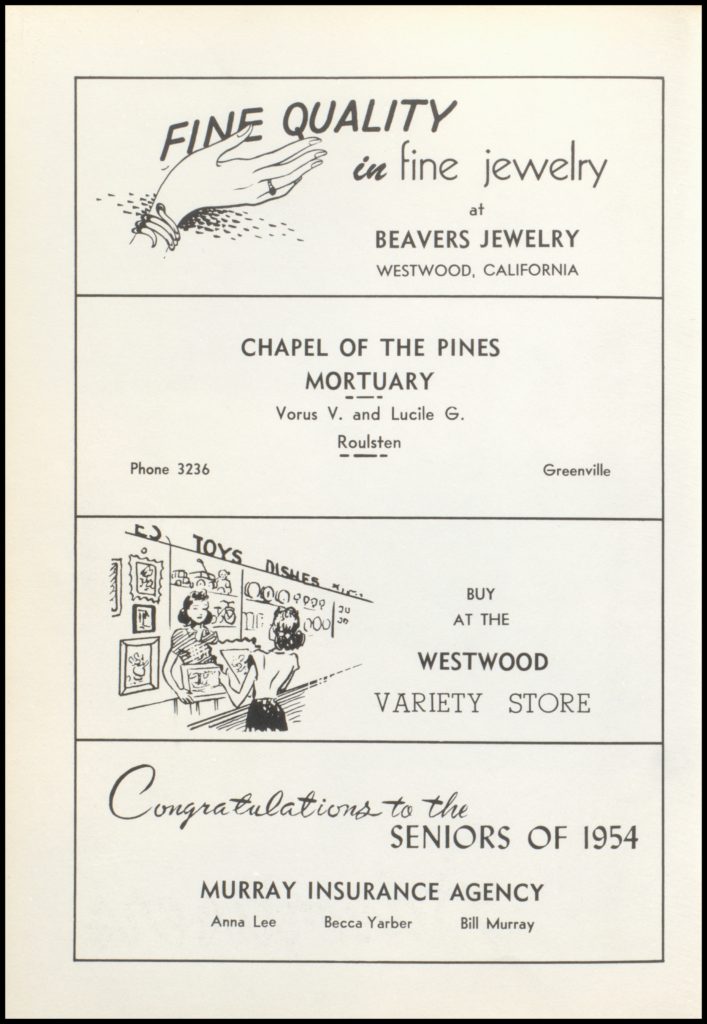 FINE QUALITY
in fine jewelry
at
BEAVERS JEWELRY
WESTWOOD, CALIFORNIA
CHAPEL OF THE PINES
MORTUARY
Vorus V. and Lucile G.
Roulsten
Phone 3236 Greenville
ES TOYS DISHES
BUY
AT THE
WESTWOOD
VARIETY STORE
Congratulations to the
SENIORS OF 1954
MURRAY INSURANCE AGENCY
Anna Lee Becca Yarber Bill Murray